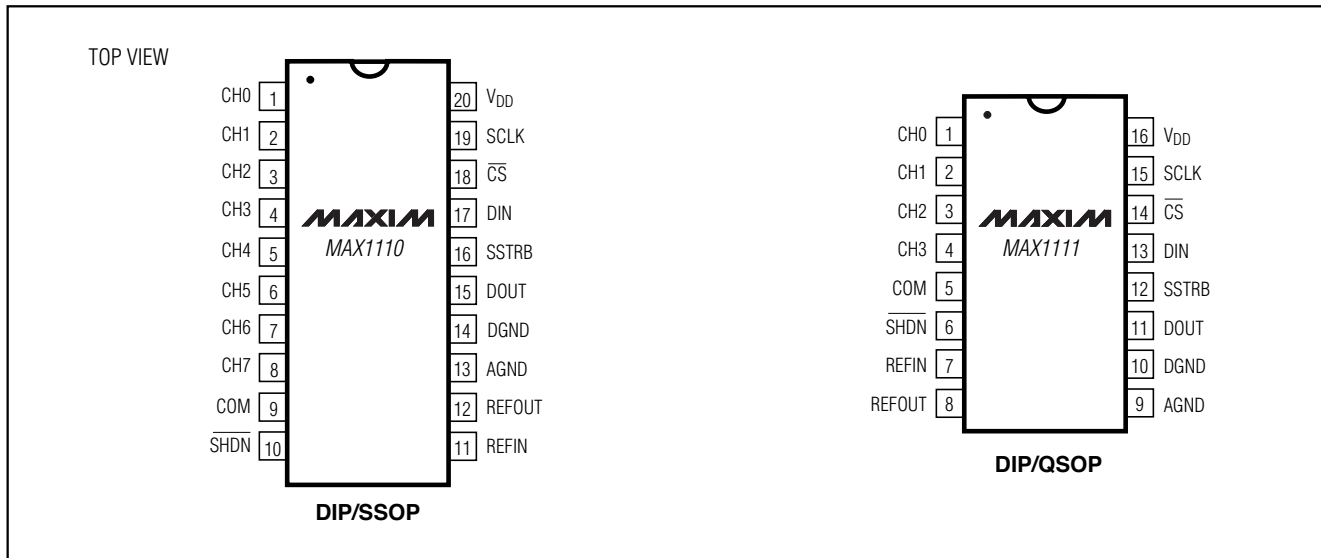 TOP VIEW
CH0 1 20 VDD
CH1 2 19 SCLK
CH2 3 18 C̅S̅
CH3 4 17 DIN
CH4 5 16 SSTRB
CH5 6 15 DOUT
CH6 7 14 DGND
CH7 8 13 AGND
COM 9 12 REFOUT
S̅H̅D̅N̅ 10 11 REFIN
MAXIM
MAX1110
DIP/SSOP
CH0 1 16 VDD
CH1 2 15 SCLK
CH2 3 14 C̅S̅
CH3 4 13 DIN
COM 5 12 SSTRB
S̅H̅D̅N̅ 6 11 DOUT
REFIN 7 10 DGND
REFOUT 8 9 AGND
MAXIM
MAX1111
DIP/QSOP